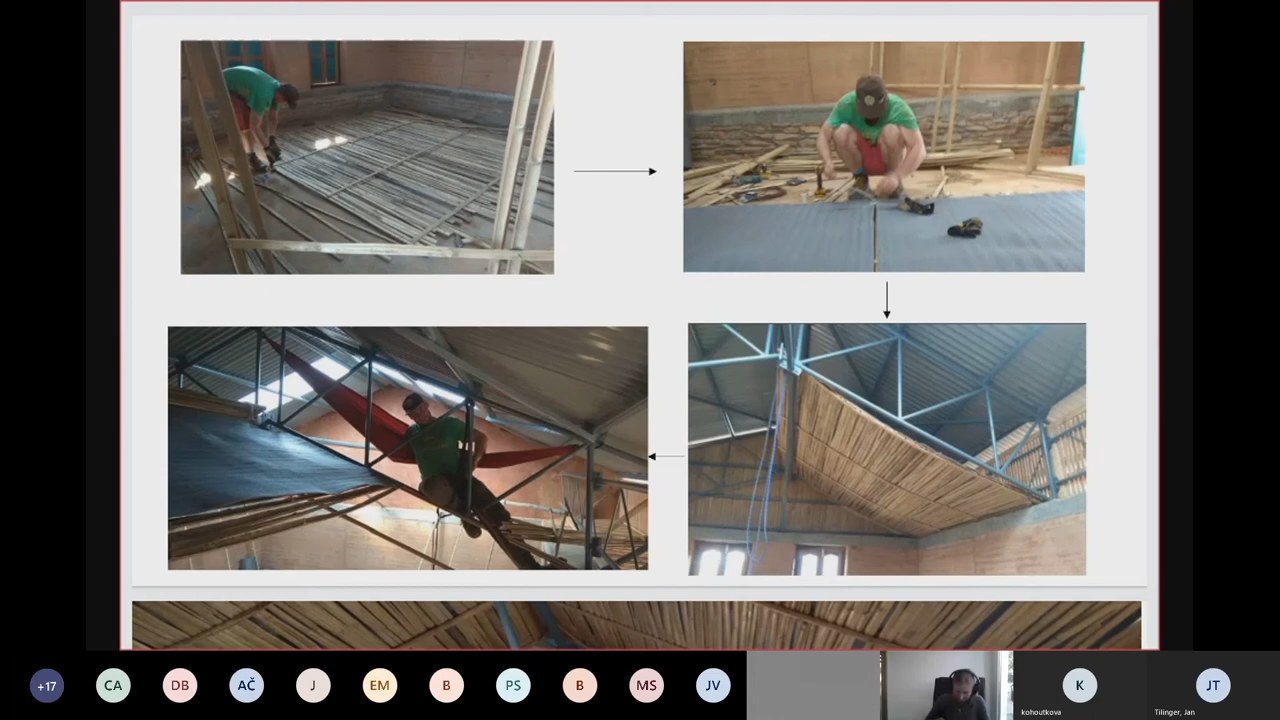 +17
CA
DB
AČ
J
EM
B
PS
B
MS
JV
K
JT
kohoutkova
Tilinger, Jan